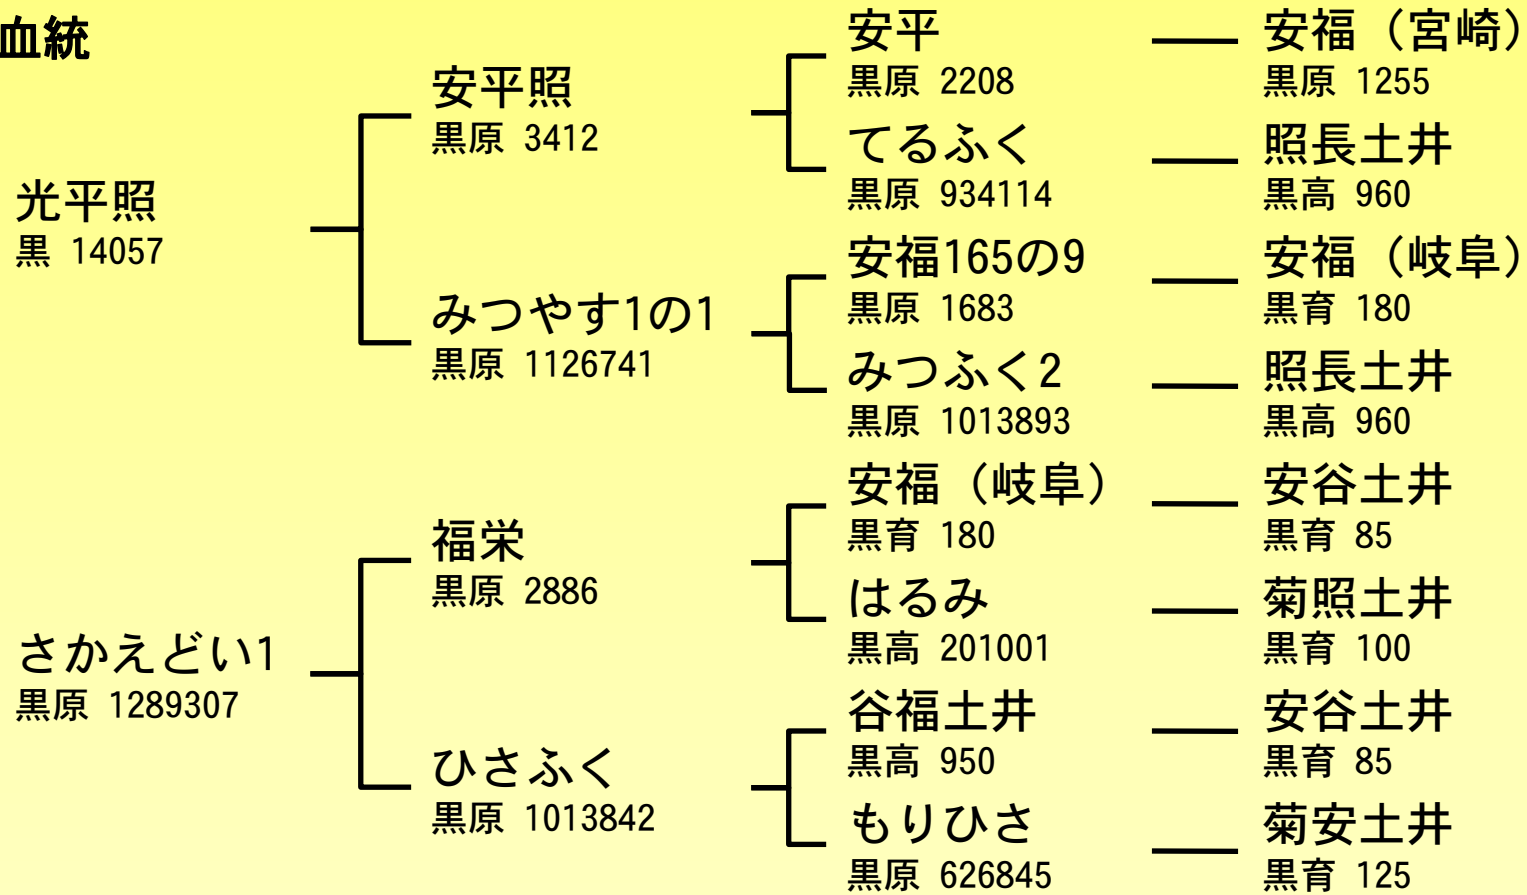 血統
光平照
黒 14057
さかえどい1
黒原 1289307
安平照
黒原 3412
みつやす1の1
黒原 1126741
福栄
黒原 2886
ひさふく
黒原 1013842
安平
黒原 2208
てるふく
黒原 934114
安福165の9
黒原 1683
みつふく2
黒原 1013893
安福（岐阜）
黒育 180
はるみ
黒高 201001
谷福土井
黒高 950
もりひさ
黒原 626845
安福（宮崎）
黒原 1255
照長土井
黒高 960
安福（岐阜）
黒育 180
照長土井
黒高 960
安谷土井
黒育 85
菊照土井
黒育 100
安谷土井
黒育 85
菊安土井
黒育 125